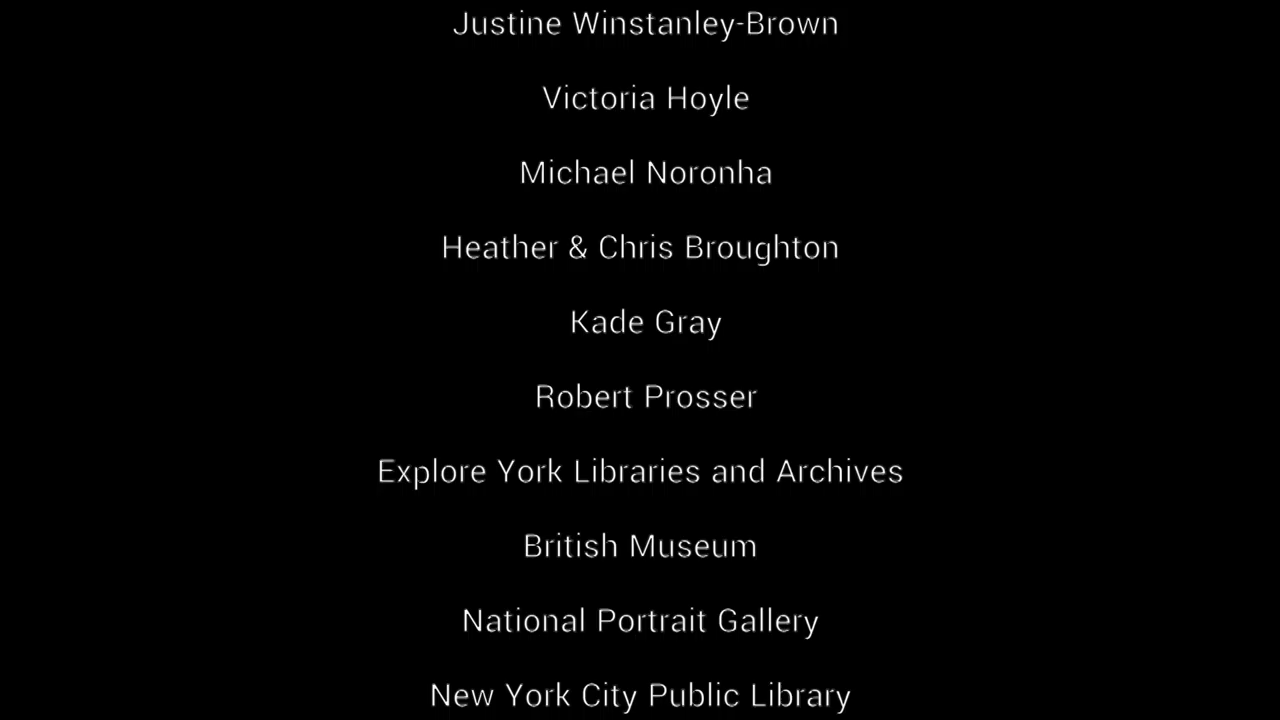 Justine Winstanley-Brown
Victoria Hoyle
Michael Noronha
Heather & Chris Broughton
Kade Gray
Robert Prosser
Explore York Libraries and Archives
British Museum
National Portrait Gallery
New York City Public Library